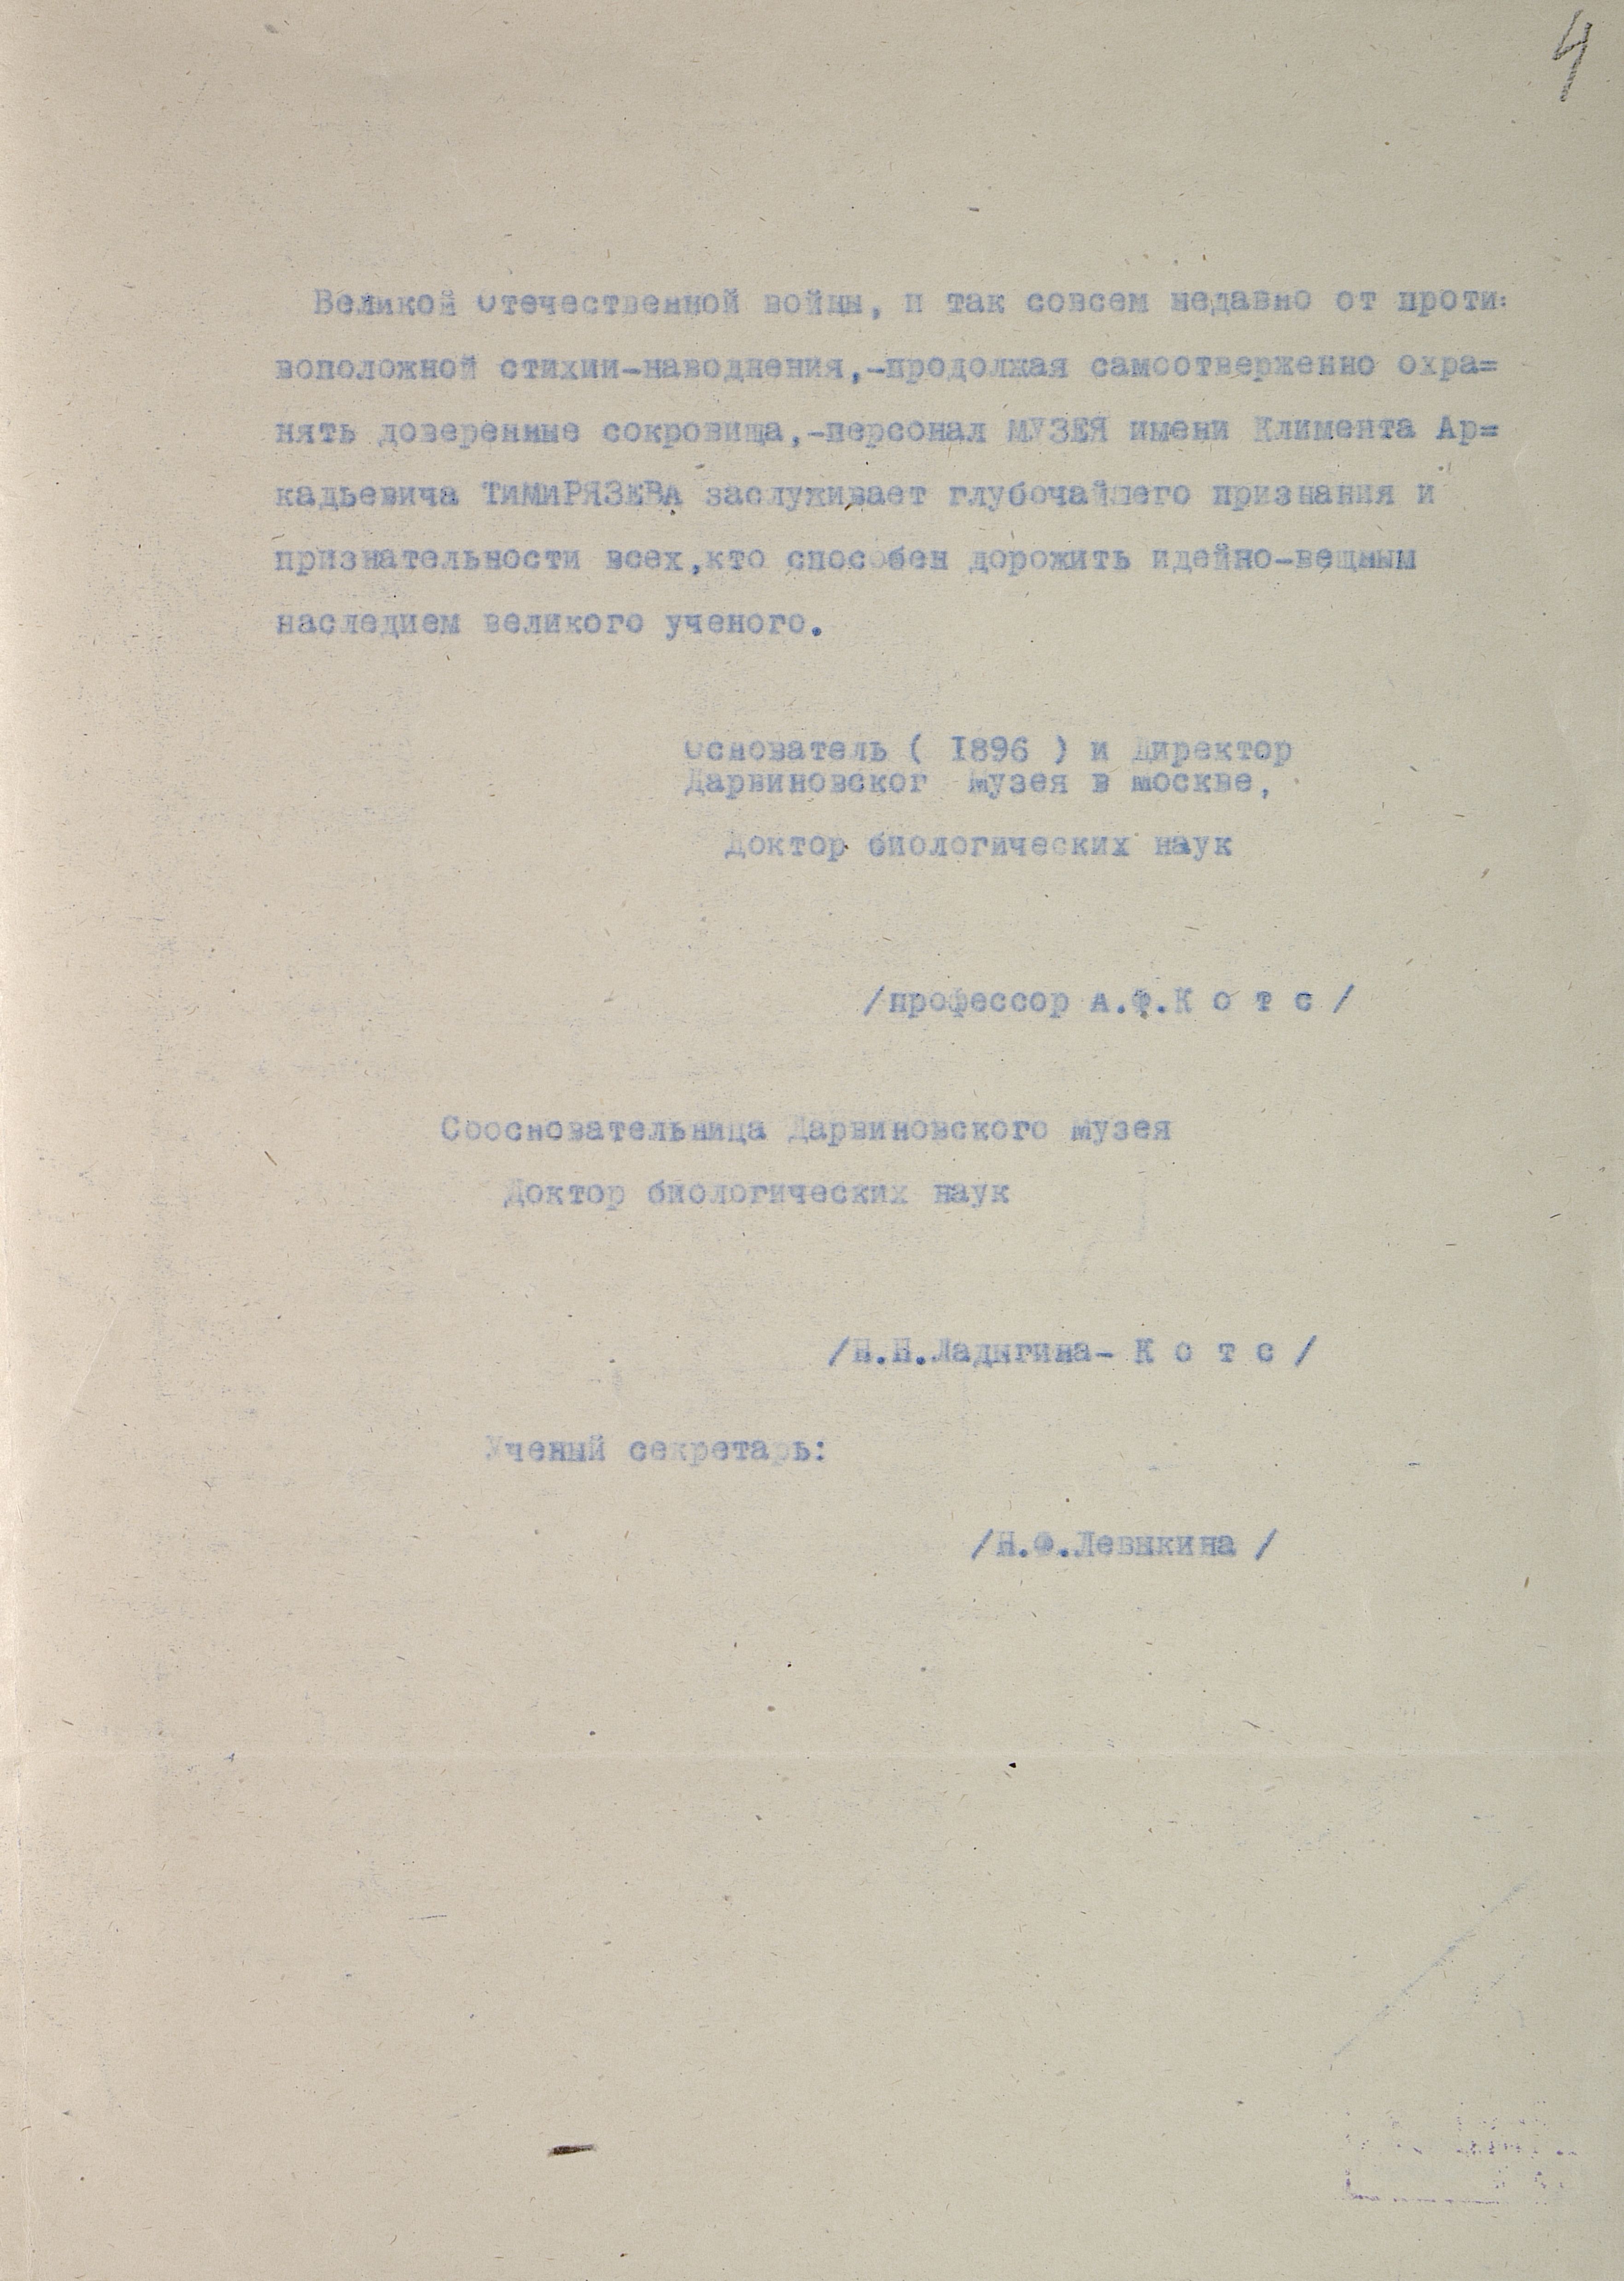 4
Великой Отечественной войны, и так совсем недавно от проти=
воположной стихии-наводнения,-продолжая самоотверженно охра=
нять доверенные сокровища,-персонал МУЗЕЯ имени Климента Ар=
кадьевича ТИМИРЯЗЕВА заслуживает глубочайшего признания и
признательности всех,кто способен дорожить идейно-вещным
наследием великого ученого.
Основатель ( I896 ) и Директор
Дарвиновског Музея в Москве,
Доктор биологических наук
/профессор А.Ф.К о т с /
Сооснователъница Дарвиновского Музея
Доктор биологических наук
/Н.Н.Ладыгина- К о т с /
Ученый секретарь:
/Н.Ф.Левыкина /